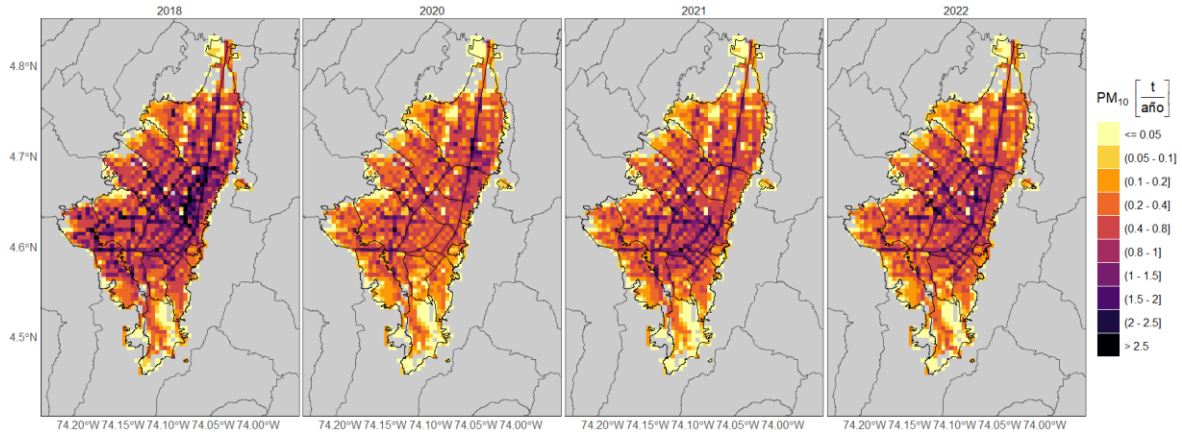 2018 2020 2021 2022
4.8°N
4.7°N
4.6°N
4.5°N
74.20°W 74.15°W 74.10°W 74.05°W 74.00°W 74.20°W 74.15°W 74.10°W 74.05°W 74.00°W 74.20°W 74.15°W 74.10°W 74.05°W 74.00°W 74.20°W 74.15°W 74.10°W 74.05°W 74.00°W
PM₁₀ [t/año]
<= 0.05
(0.05 - 0.1]
(0.1 - 0.2]
(0.2 - 0.4]
(0.4 - 0.8]
(0.8 - 1]
(1 - 1.5]
(1.5 - 2]
(2 - 2.5]
> 2.5